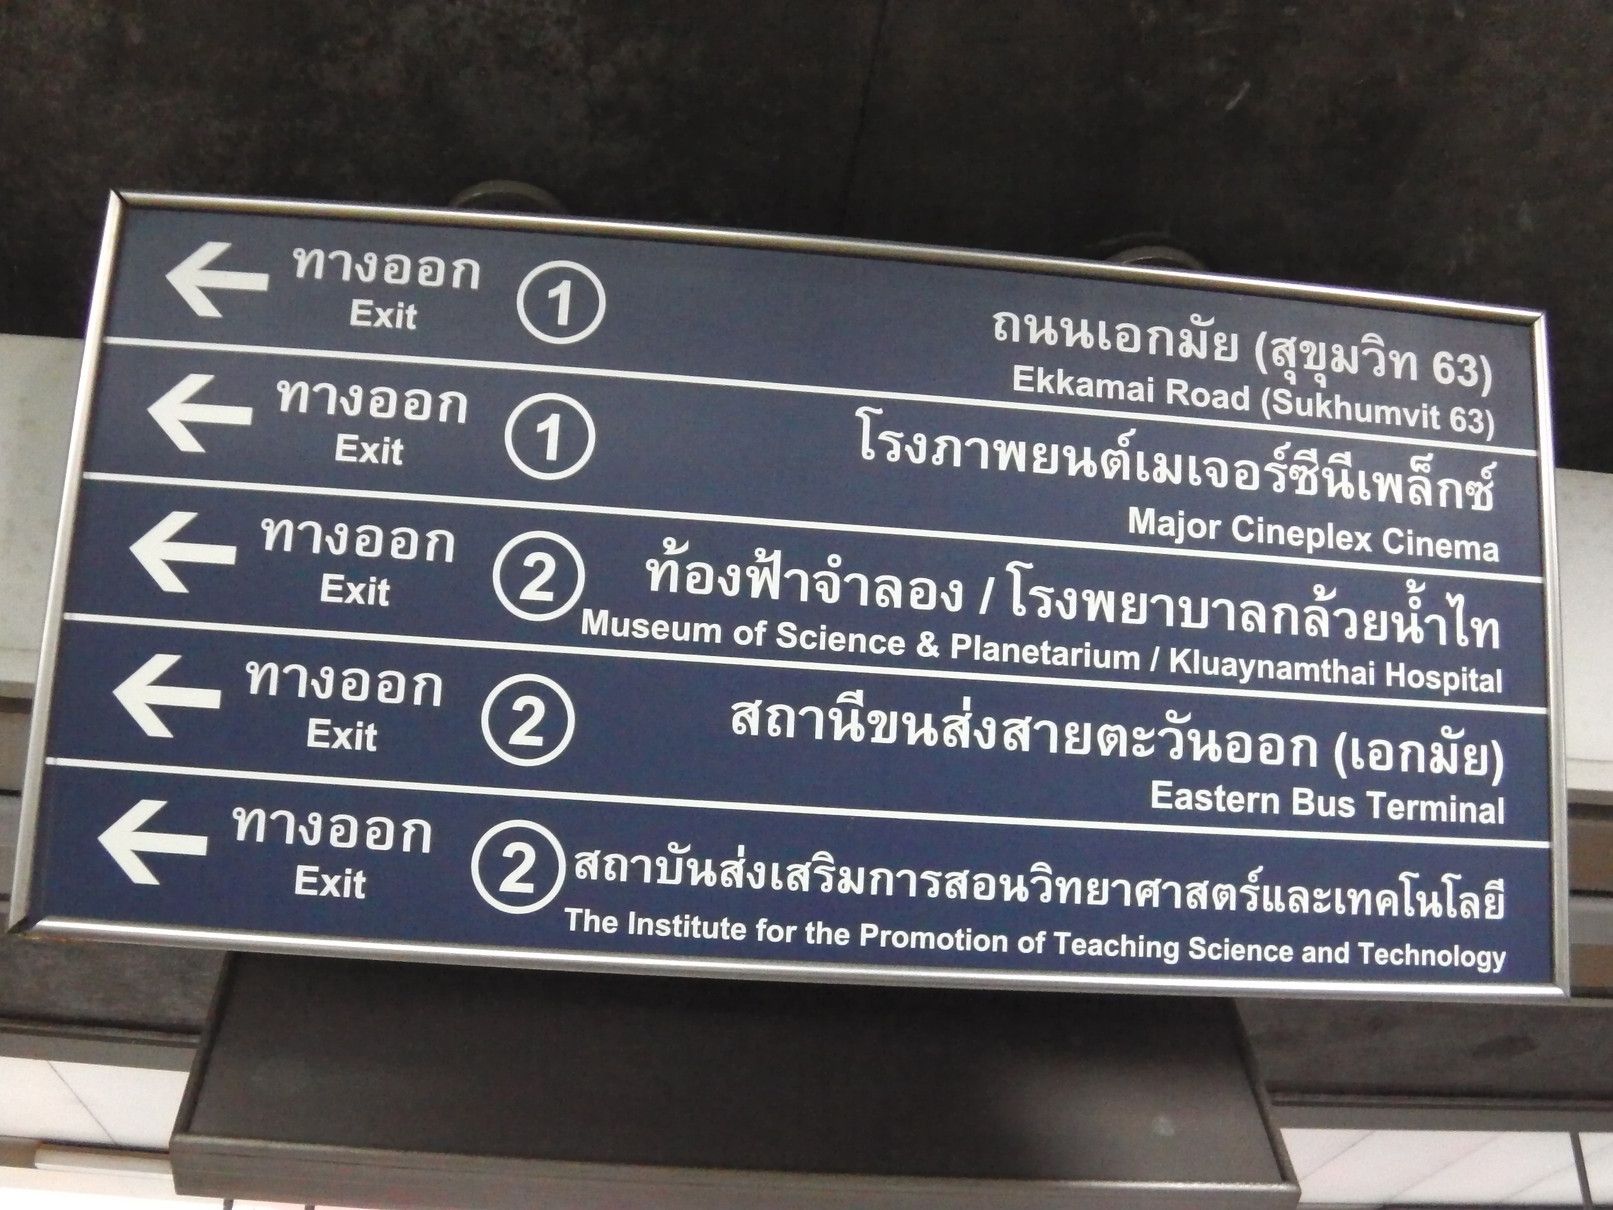 ทางออก
Exit
1
ถนนเอกมัย (สุขุมวิท 63)
Ekkamai Road (Sukhumvit 63)
ทางออก
Exit
1
โรงภาพยนต์เมเจอร์ซีนีเพล็กซ์
Major Cineplex Cinema
ทางออก
Exit
2
ท้องฟ้าจำลอง / โรงพยาบาลกล้วยน้ำไท
Museum of Science & Planetarium / Kluaynamthai Hospital
ทางออก
Exit
2
สถานีขนส่งสายตะวันออก (เอกมัย)
Eastern Bus Terminal
ทางออก
Exit
2
สถาบันส่งเสริมการสอนวิทยาศาสตร์และเทคโนโลยี
The Institute for the Promotion of Teaching Science and Technology